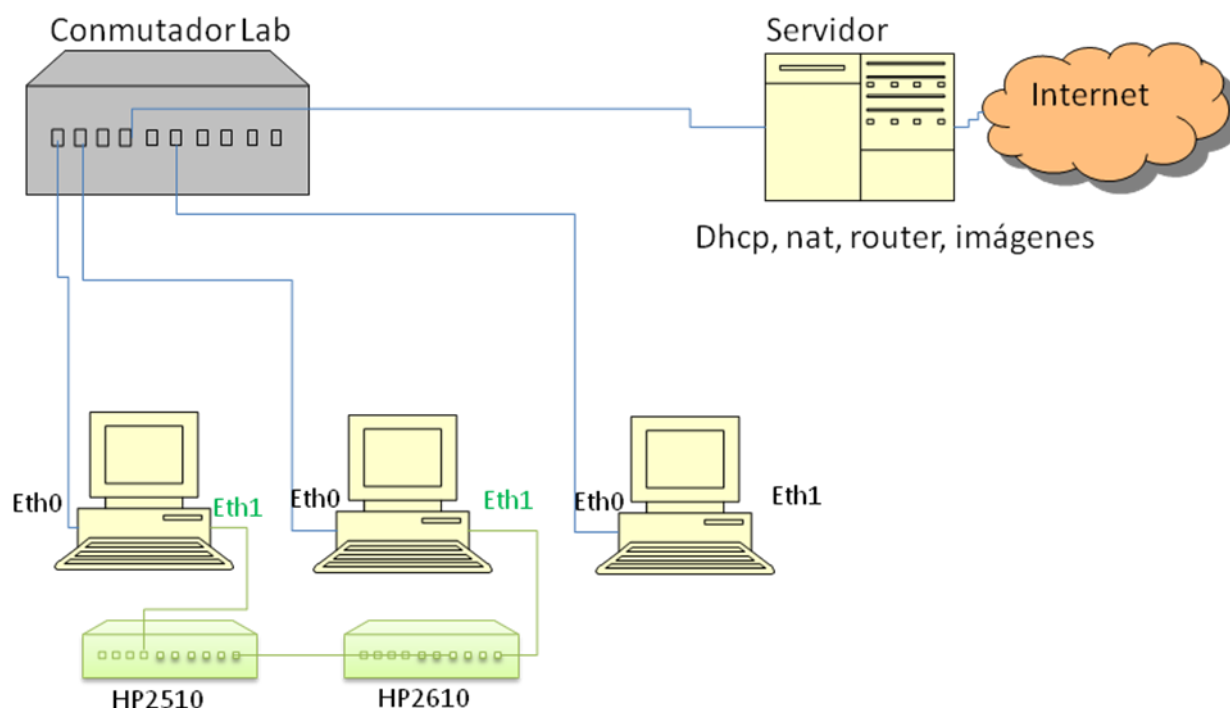 Conmutador Lab
Servidor
Internet
Dhcp, nat, router, imágenes
Eth0
Eth1
Eth0
Eth1
Eth0
Eth1
HP2510
HP2610